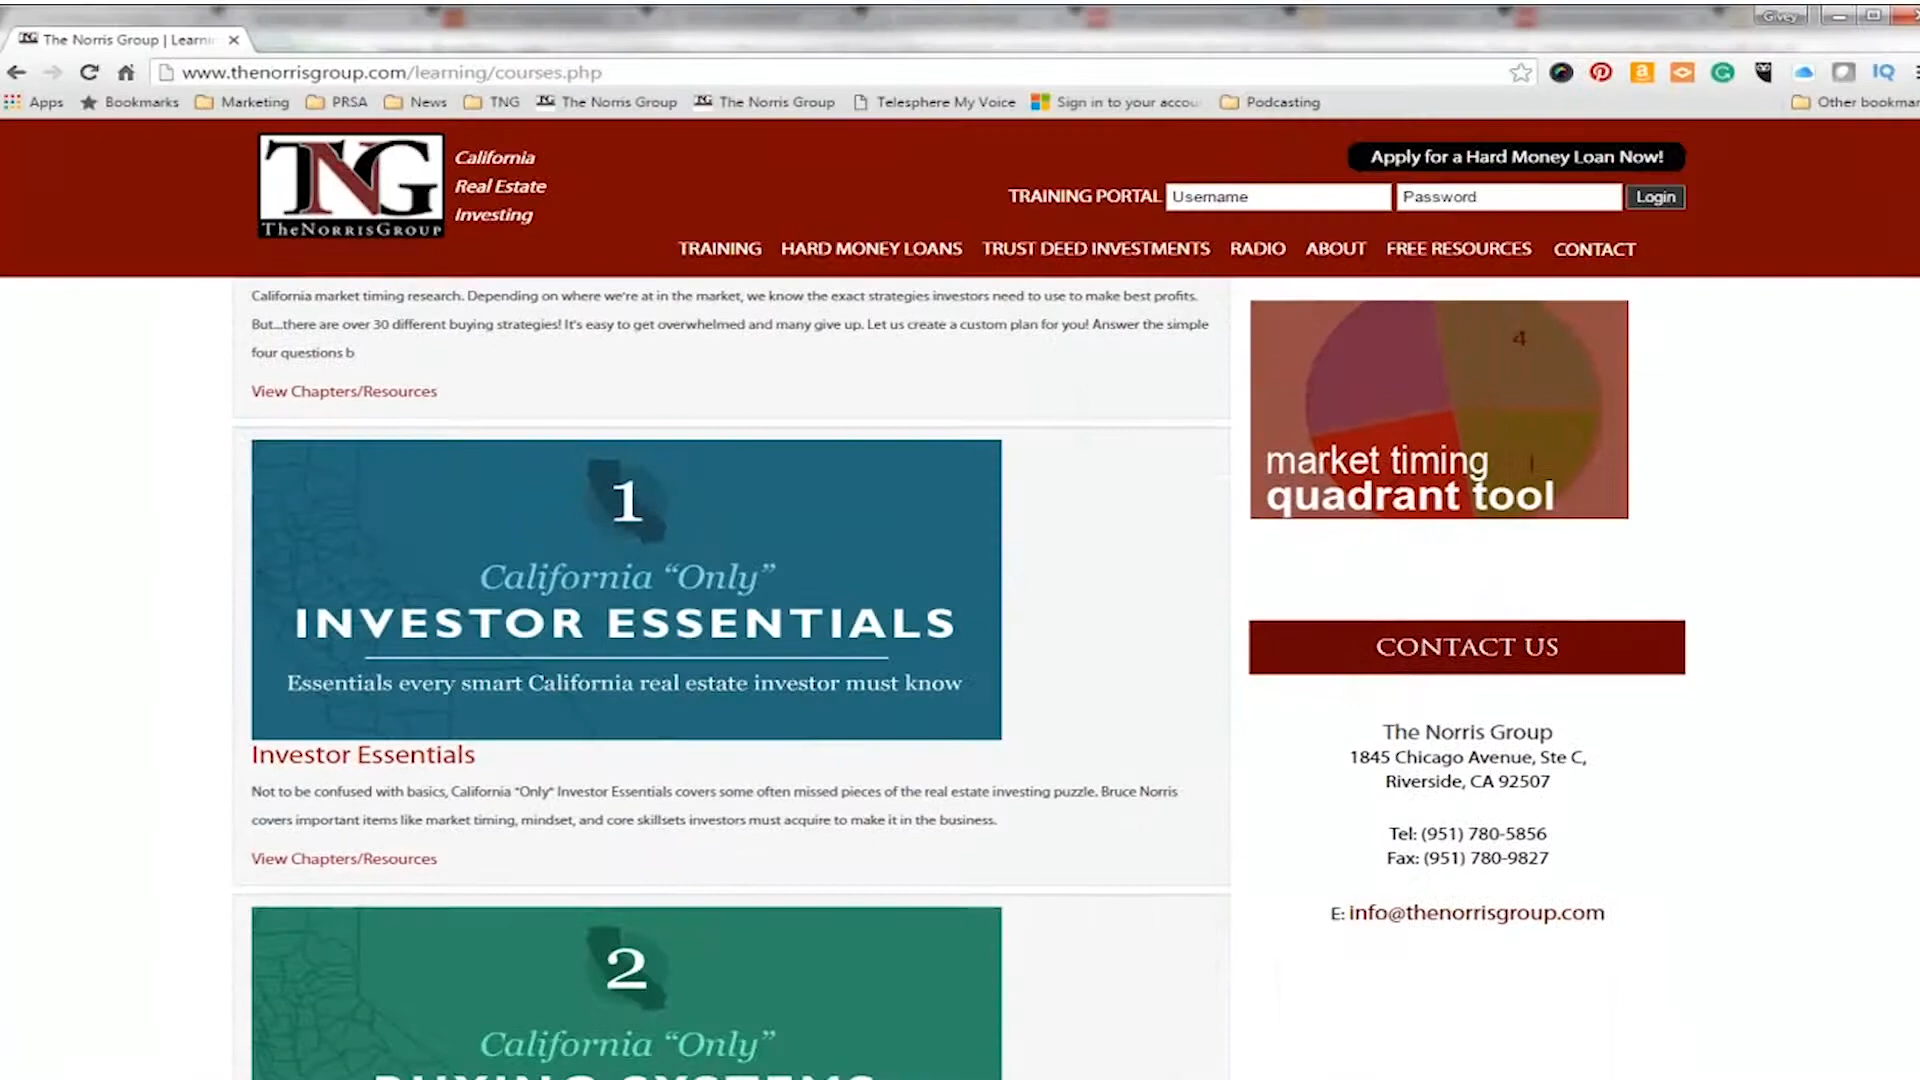 Givey
The Norris Group | Learni
www.thenorrisgroup.com/learning/courses.php
IQ
Apps Bookmarks Marketing PRSA News TNG The Norris Group The Norris Group Telesphere My Voice Sign in to your accou Podcasting Other bookmar
TNG
TheNorrisGroup
California
Real Estate
Investing
Apply for a Hard Money Loan Now!
TRAINING PORTAL Username Password Login
TRAINING HARD MONEY LOANS TRUST DEED INVESTMENTS RADIO ABOUT FREE RESOURCES CONTACT
California market timing research. Depending on where we're at in the market, we know the exact strategies investors need to use to make best profits.
But...there are over 30 different buying strategies! It's easy to get overwhelmed and many give up. Let us create a custom plan for you! Answer the simple
four questions b
View Chapters/Resources
1
California “Only”
INVESTOR ESSENTIALS
Essentials every smart California real estate investor must know
Investor Essentials
Not to be confused with basics, California "Only" Investor Essentials covers some often missed pieces of the real estate investing puzzle. Bruce Norris
covers important items like market timing, mindset, and core skillsets investors must acquire to make it in the business.
View Chapters/Resources
2
California “Only”
BUYING SYSTEMS
4
1
market timing
quadrant tool
CONTACT US
The Norris Group
1845 Chicago Avenue, Ste C,
Riverside, CA 92507
Tel: (951) 780-5856
Fax: (951) 780-9827
E: info@thenorrisgroup.com